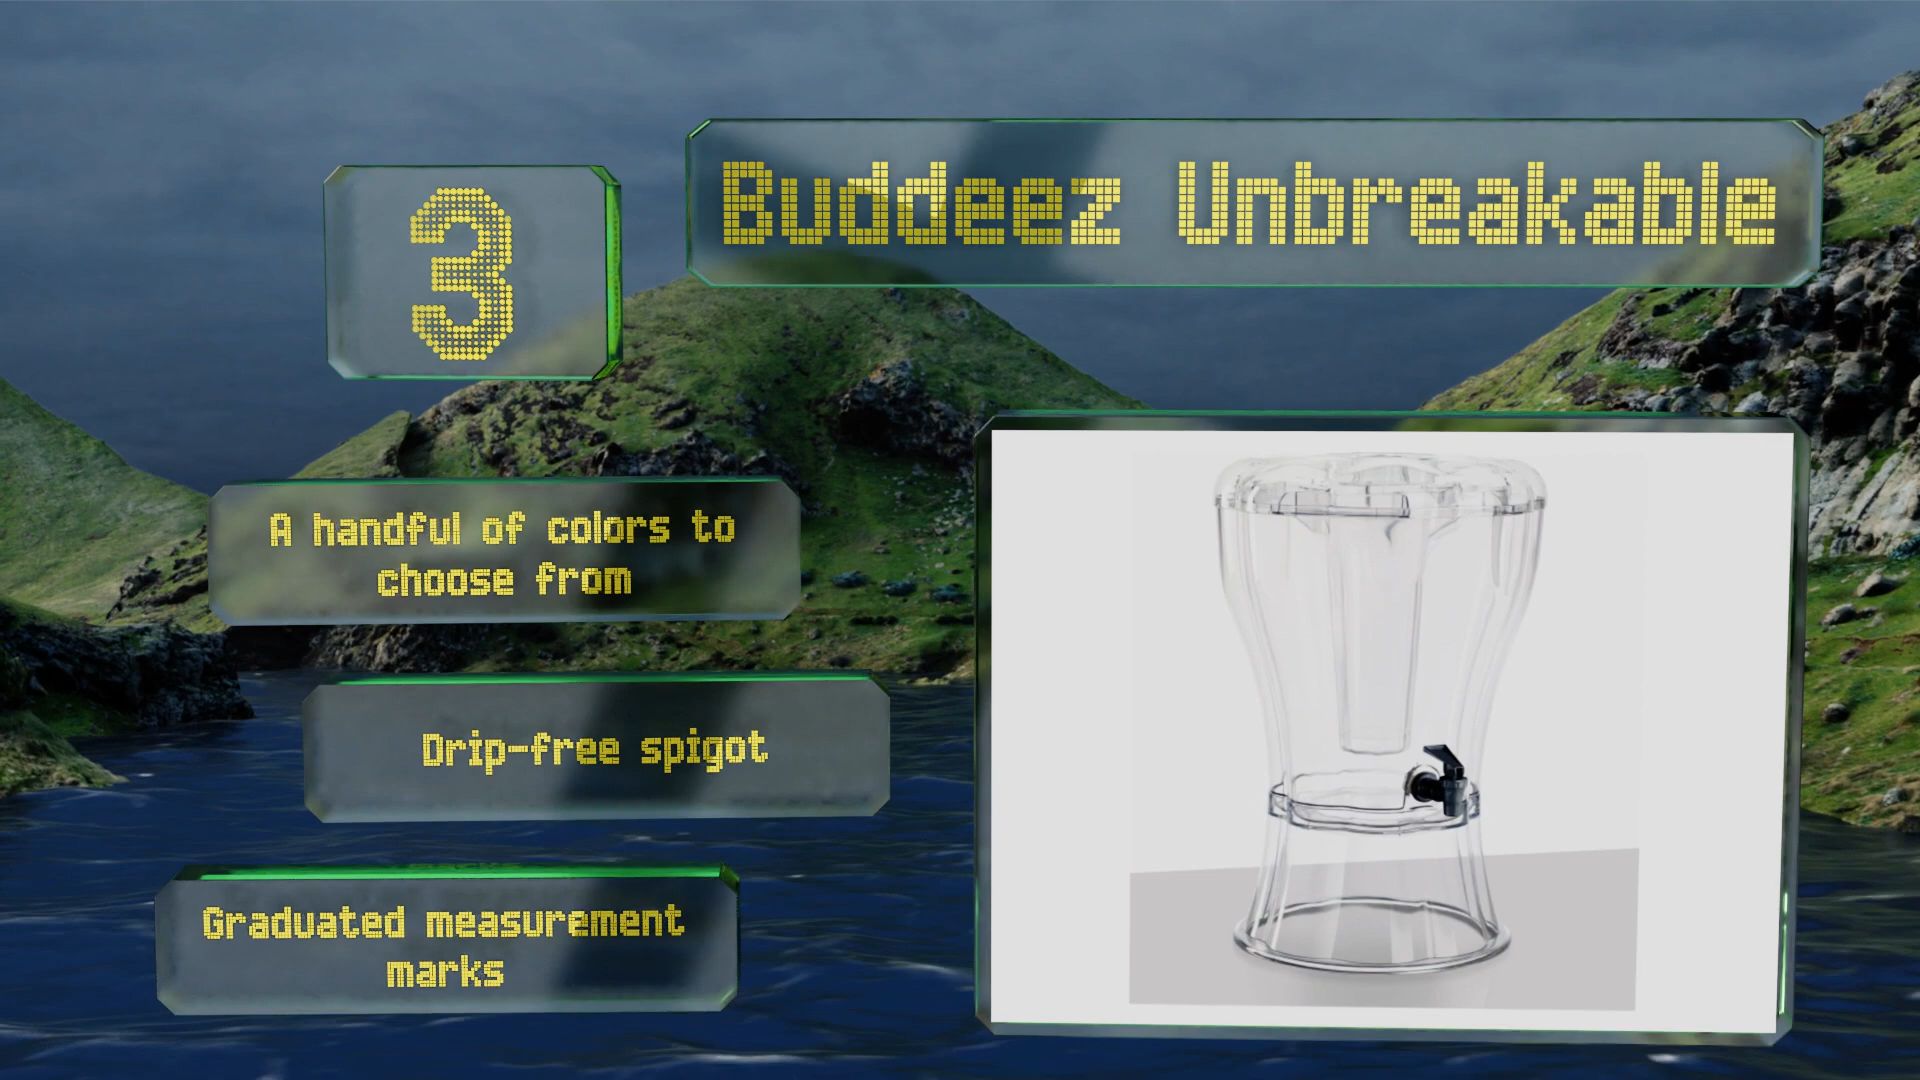 3
Buddeez Unbreakable
A handful of colors to
choose from
Drip-free spigot
Graduated measurement
marks